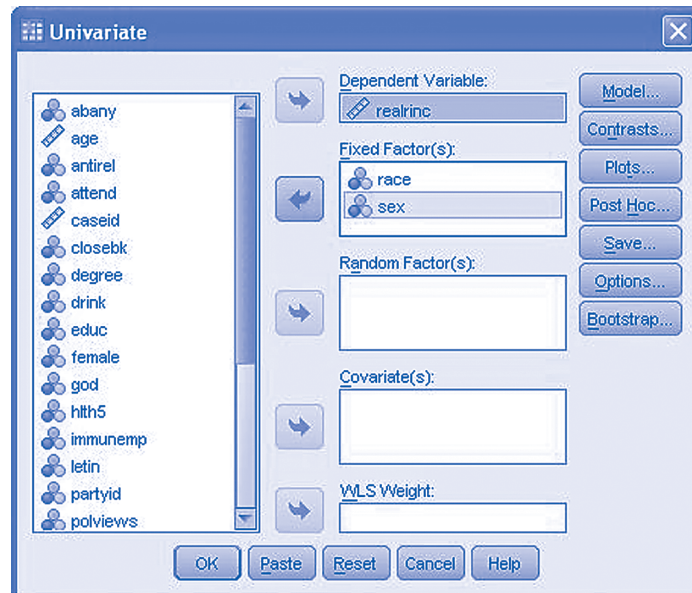 Univariate
abany
age
antirel
attend
caseid
closebk
degree
drink
educ
female
god
hlth5
immunemp
letin
partyid
polviews
Dependent Variable:
realrinc
Fixed Factor(s):
race
sex
Random Factor(s):
Covariate(s):
WLS Weight:
Model...
Contrasts...
Plots...
Post Hoc...
Save...
Options...
Bootstrap...
OK
Paste
Reset
Cancel
Help